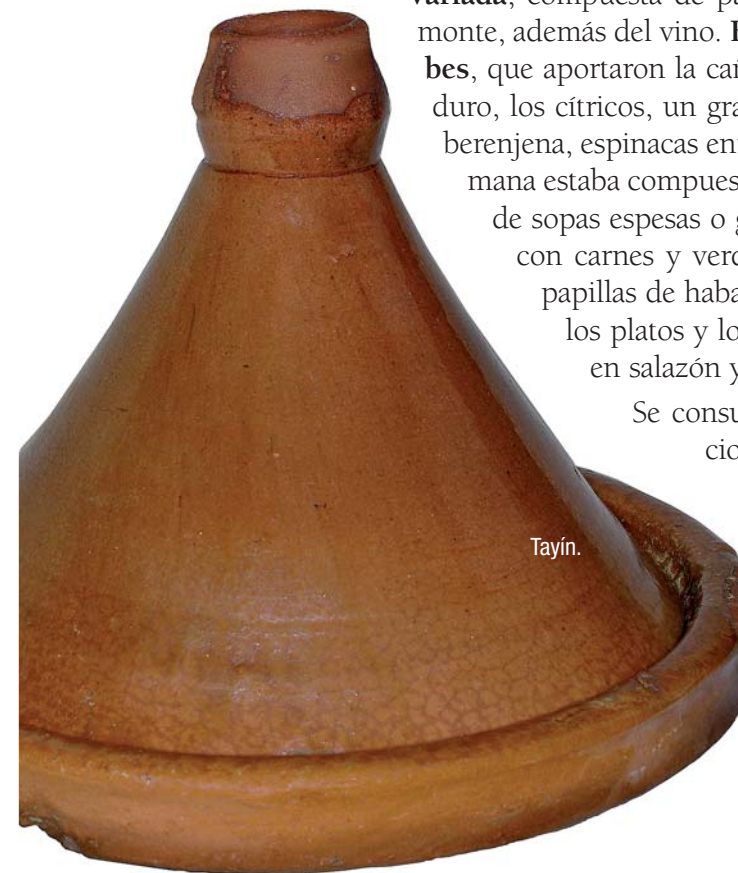 variada, compuesta de pa
monte, además del vino.
bes, que aportaron la cañ
duro, los cítricos, un gra
berenjena, espinacas en
mana estaba compues
de sopas espesas o g
con carnes y verd
papillas de haba
los platos y lo
en salazón y
Se consu
cio
Tayín.